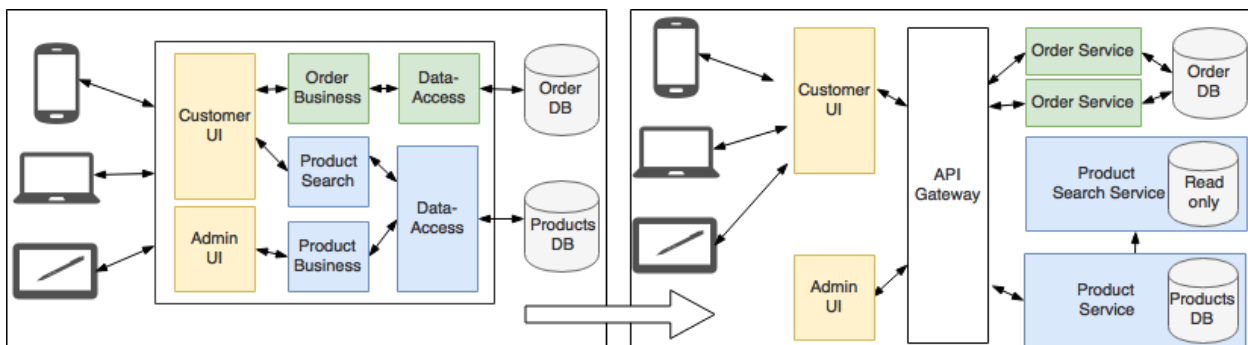 Customer
UI
Order
Business
Data-
Access
Order
DB
Product
Search
Data-
Access
Products
DB
Admin
UI
Product
Business
Customer
UI
Admin
UI
API
Gateway
Order Service
Order Service
Order
DB
Product
Search Service
Read
only
Product
Service
Products
DB